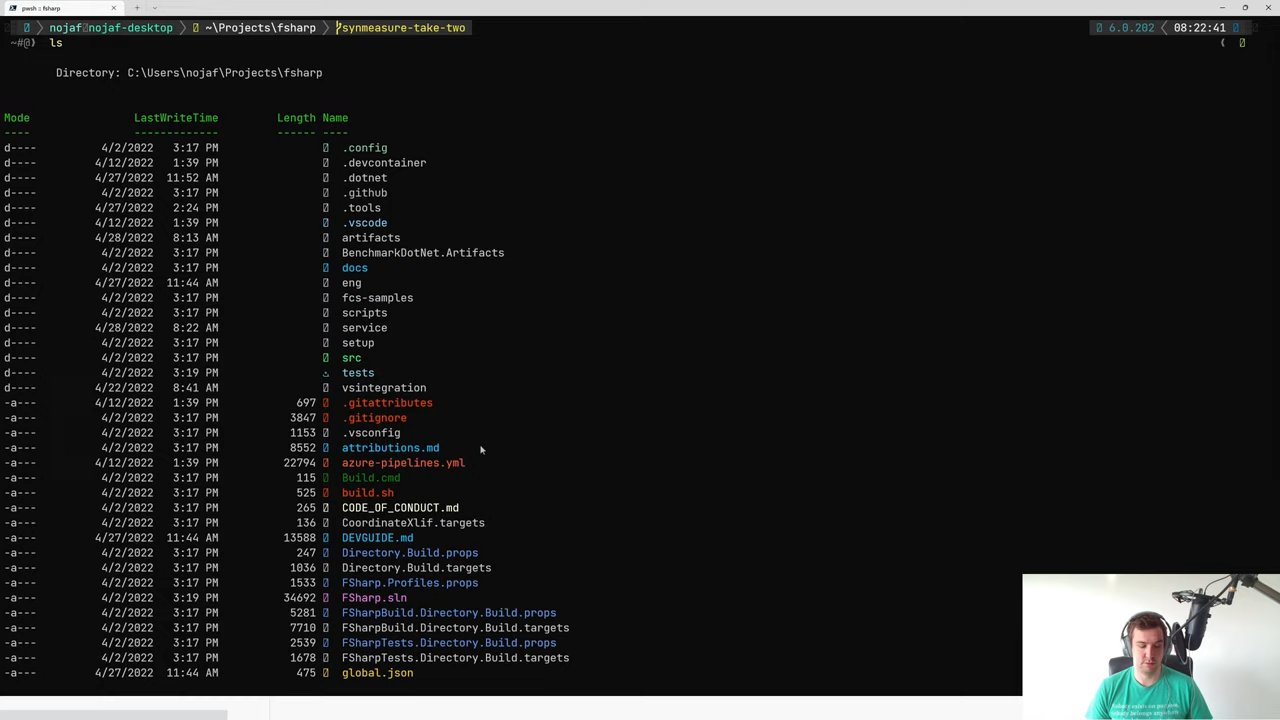 pwsh :: fsharp
nojaf nojaf-desktop ~\Projects\fsharp synmeasure-take-two 6.0.202 08:22:41
~#@❯ ls
Directory: C:\Users\nojaf\Projects\fsharp
Mode LastWriteTime Length Name
---- ------------- ------ ----
d---- 4/2/2022 3:17 PM .config
d---- 4/12/2022 1:39 PM .devcontainer
d---- 4/27/2022 11:52 AM .dotnet
d---- 4/2/2022 3:17 PM .github
d---- 4/27/2022 2:24 PM .tools
d---- 4/12/2022 1:39 PM .vscode
d---- 4/28/2022 8:13 AM artifacts
d---- 4/2/2022 3:17 PM BenchmarkDotNet.Artifacts
d---- 4/2/2022 3:17 PM docs
d---- 4/27/2022 11:44 AM eng
d---- 4/2/2022 3:17 PM fcs-samples
d---- 4/2/2022 3:17 PM scripts
d---- 4/28/2022 8:22 AM service
d---- 4/2/2022 3:17 PM setup
d---- 4/2/2022 3:17 PM src
d---- 4/2/2022 3:19 PM tests
d---- 4/22/2022 8:41 AM vsintegration
-a--- 4/12/2022 1:39 PM 697 .gitattributes
-a--- 4/2/2022 3:17 PM 3847 .gitignore
-a--- 4/2/2022 3:17 PM 1153 .vsconfig
-a--- 4/2/2022 3:17 PM 8552 attributions.md
-a--- 4/12/2022 1:39 PM 22794 azure-pipelines.yml
-a--- 4/2/2022 3:17 PM 115 Build.cmd
-a--- 4/2/2022 3:17 PM 525 build.sh
-a--- 4/2/2022 3:17 PM 265 CODE_OF_CONDUCT.md
-a--- 4/2/2022 3:17 PM 136 CoordinateXlif.targets
-a--- 4/27/2022 11:44 AM 13588 DEVGUIDE.md
-a--- 4/2/2022 3:17 PM 247 Directory.Build.props
-a--- 4/2/2022 3:17 PM 1036 Directory.Build.targets
-a--- 4/2/2022 3:17 PM 1533 FSharp.Profiles.props
-a--- 4/2/2022 3:19 PM 34692 FSharp.sln
-a--- 4/2/2022 3:17 PM 5281 FSharpBuild.Directory.Build.props
-a--- 4/2/2022 3:17 PM 7710 FSharpBuild.Directory.Build.targets
-a--- 4/2/2022 3:17 PM 2539 FSharpTests.Directory.Build.props
-a--- 4/2/2022 3:17 PM 1678 FSharpTests.Directory.Build.targets
-a--- 4/27/2022 11:44 AM 475 global.json